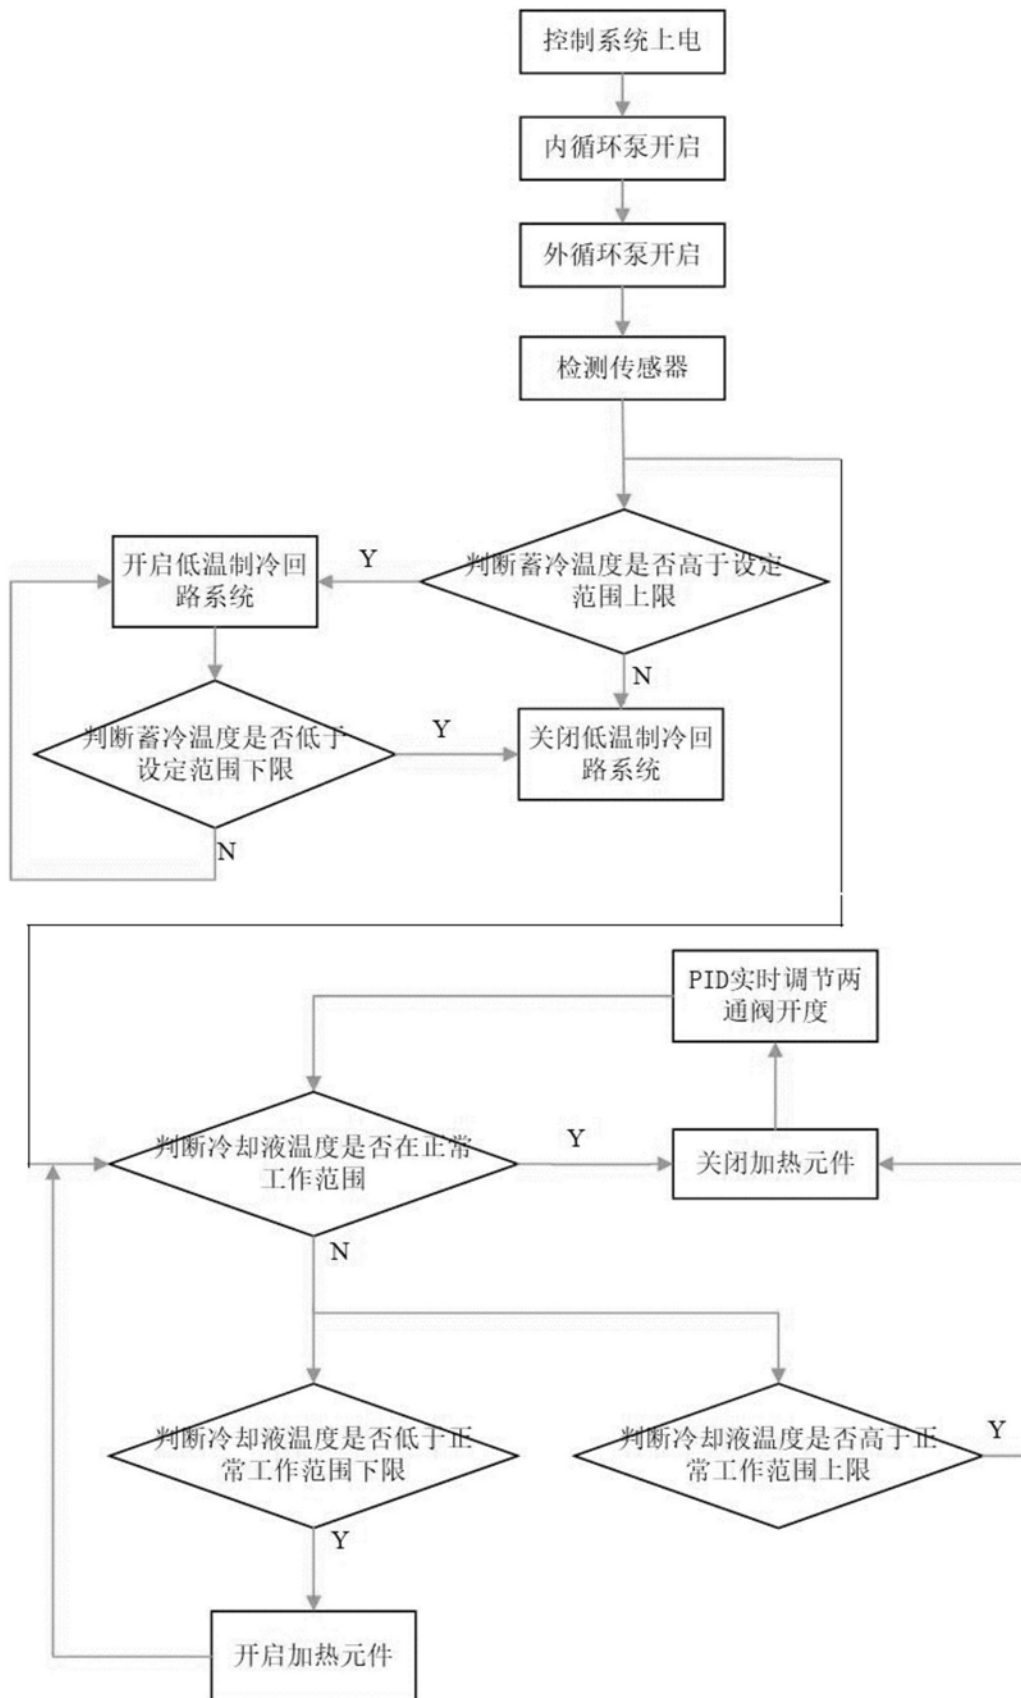 控制系统上电
内循环泵开启
外循环泵开启
检测传感器
判断蓄冷温度是否高于设定
范围上限
Y
开启低温制冷回
路系统
N
判断蓄冷温度是否低于
设定范围下限
Y
关闭低温制冷回
路系统
N
PID实时调节两
通阀开度
判断冷却液温度是否在正常
工作范围
Y
关闭加热元件
N
判断冷却液温度是否低于正
常工作范围下限
判断冷却液温度是否高于正
常工作范围上限
Y
Y
开启加热元件